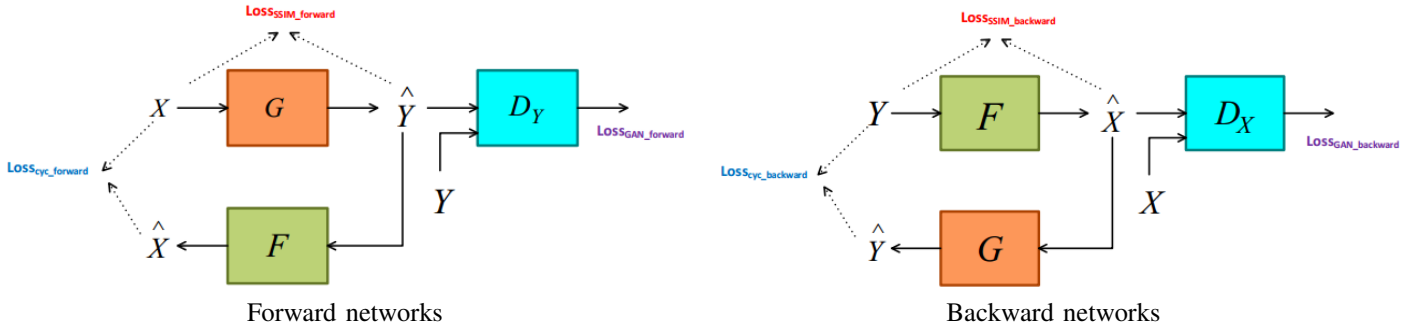 Loss_SSIM_forward
X
G
Ŷ
D_Y
Loss_GAN_forward
Loss_cyc_forward
Y
X̂
F
Forward networks
Loss_SSIM_backward
Y
F
X̂
D_X
Loss_GAN_backward
Loss_cyc_backward
X
Ŷ
G
Backward networks